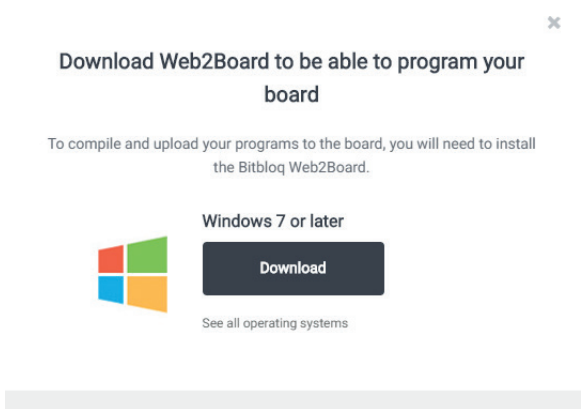 Download Web2Board to be able to program your
board
To compile and upload your programs to the board, you will need to install
the Bitbloq Web2Board.
Windows 7 or later
Download
See all operating systems